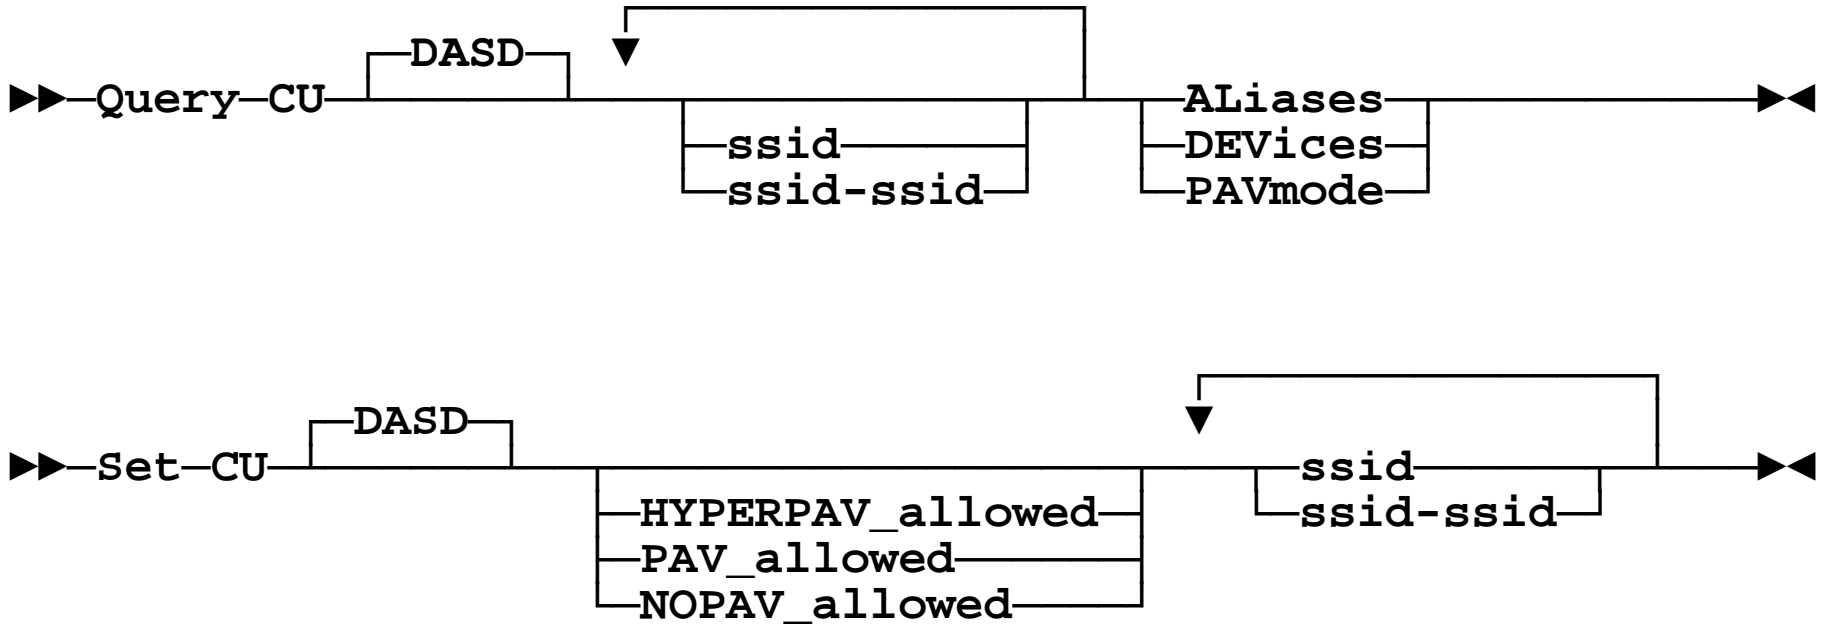 DASD
Query CU ALiases
ssid DEVices
ssid-ssid PAVmode
DASD
Set CU ssid
HYPERPAV_allowed ssid-ssid
PAV_allowed
NOPAV_allowed